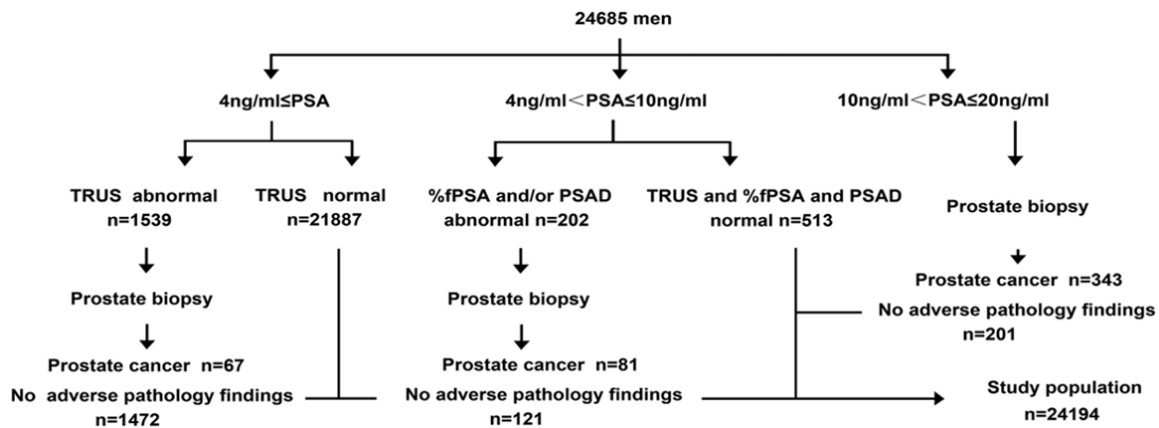 24685 men
4ng/ml≤PSA
4ng/ml＜PSA≤10ng/ml
10ng/ml＜PSA≤20ng/ml
TRUS abnormal
n=1539
TRUS normal
n=21887
%fPSA and/or PSAD
abnormal n=202
TRUS and %fPSA and PSAD
normal n=513
Prostate biopsy
Prostate biopsy
Prostate biopsy
Prostate cancer n=343
No adverse pathology findings
n=201
Prostate cancer n=67
No adverse pathology findings
n=1472
Prostate cancer n=81
No adverse pathology findings
n=121
Study population
n=24194